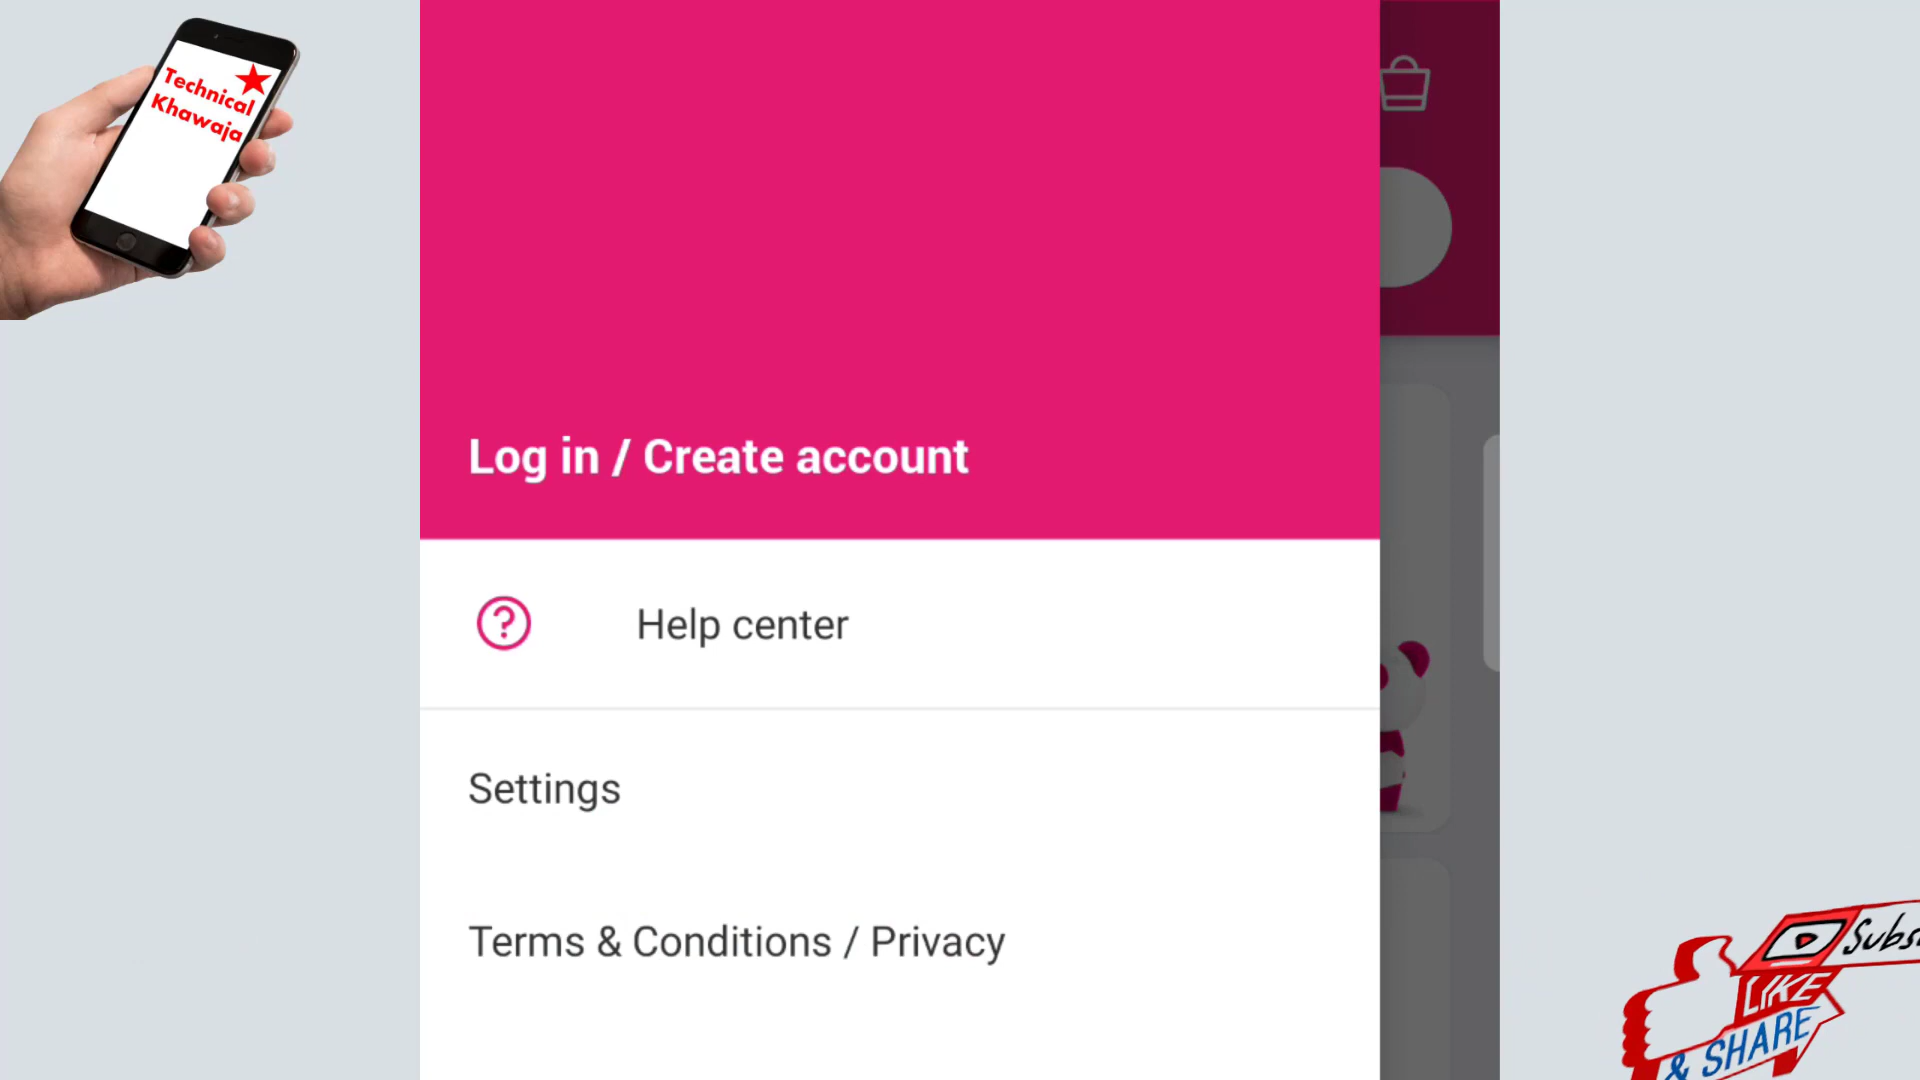 Technical
Khawaja
Log in / Create account
Help center
Settings
Terms & Conditions / Privacy
LIKE
& SHARE